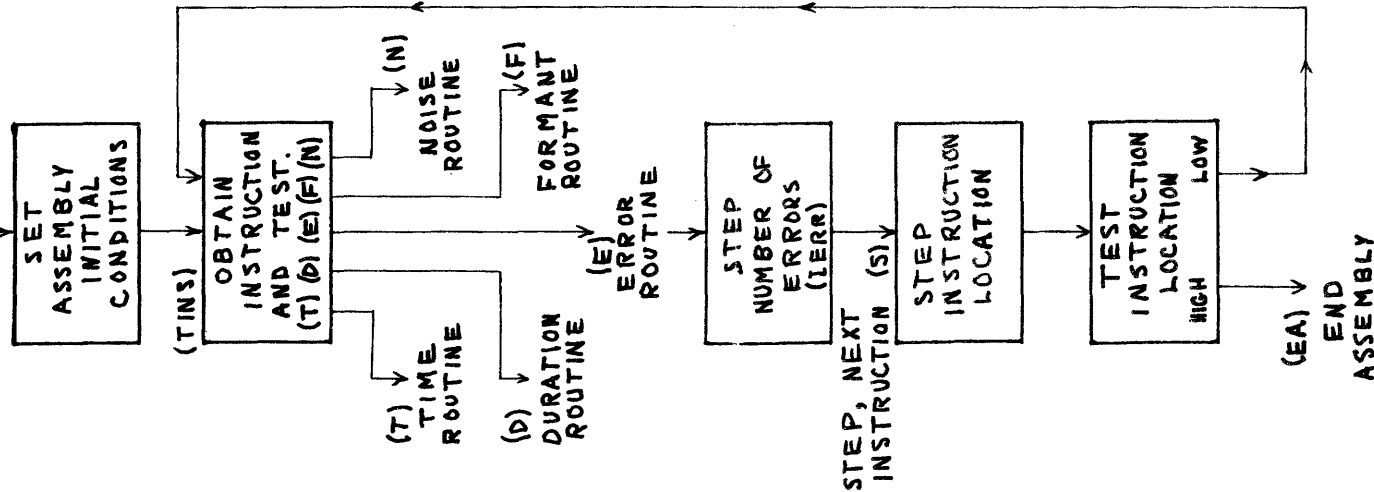 SET
ASSEMBLY
INITIAL
CONDITIONS
(TINS)
OBTAIN
INSTRUCTION
AND TEST.
(T) (D) (E) (F) (N)
(N)
NOISE
ROUTINE
(F)
FORMANT
ROUTINE
(T)
TIME
ROUTINE
(D)
DURATION
ROUTINE
(E)
ERROR
ROUTINE
STEP
NUMBER OF
ERRORS
(IERR)
STEP, NEXT
INSTRUCTION (S)
STEP
INSTRUCTION
LOCATION
TEST
INSTRUCTION
LOCATION
HIGH LOW
(EA)
END
ASSEMBLY